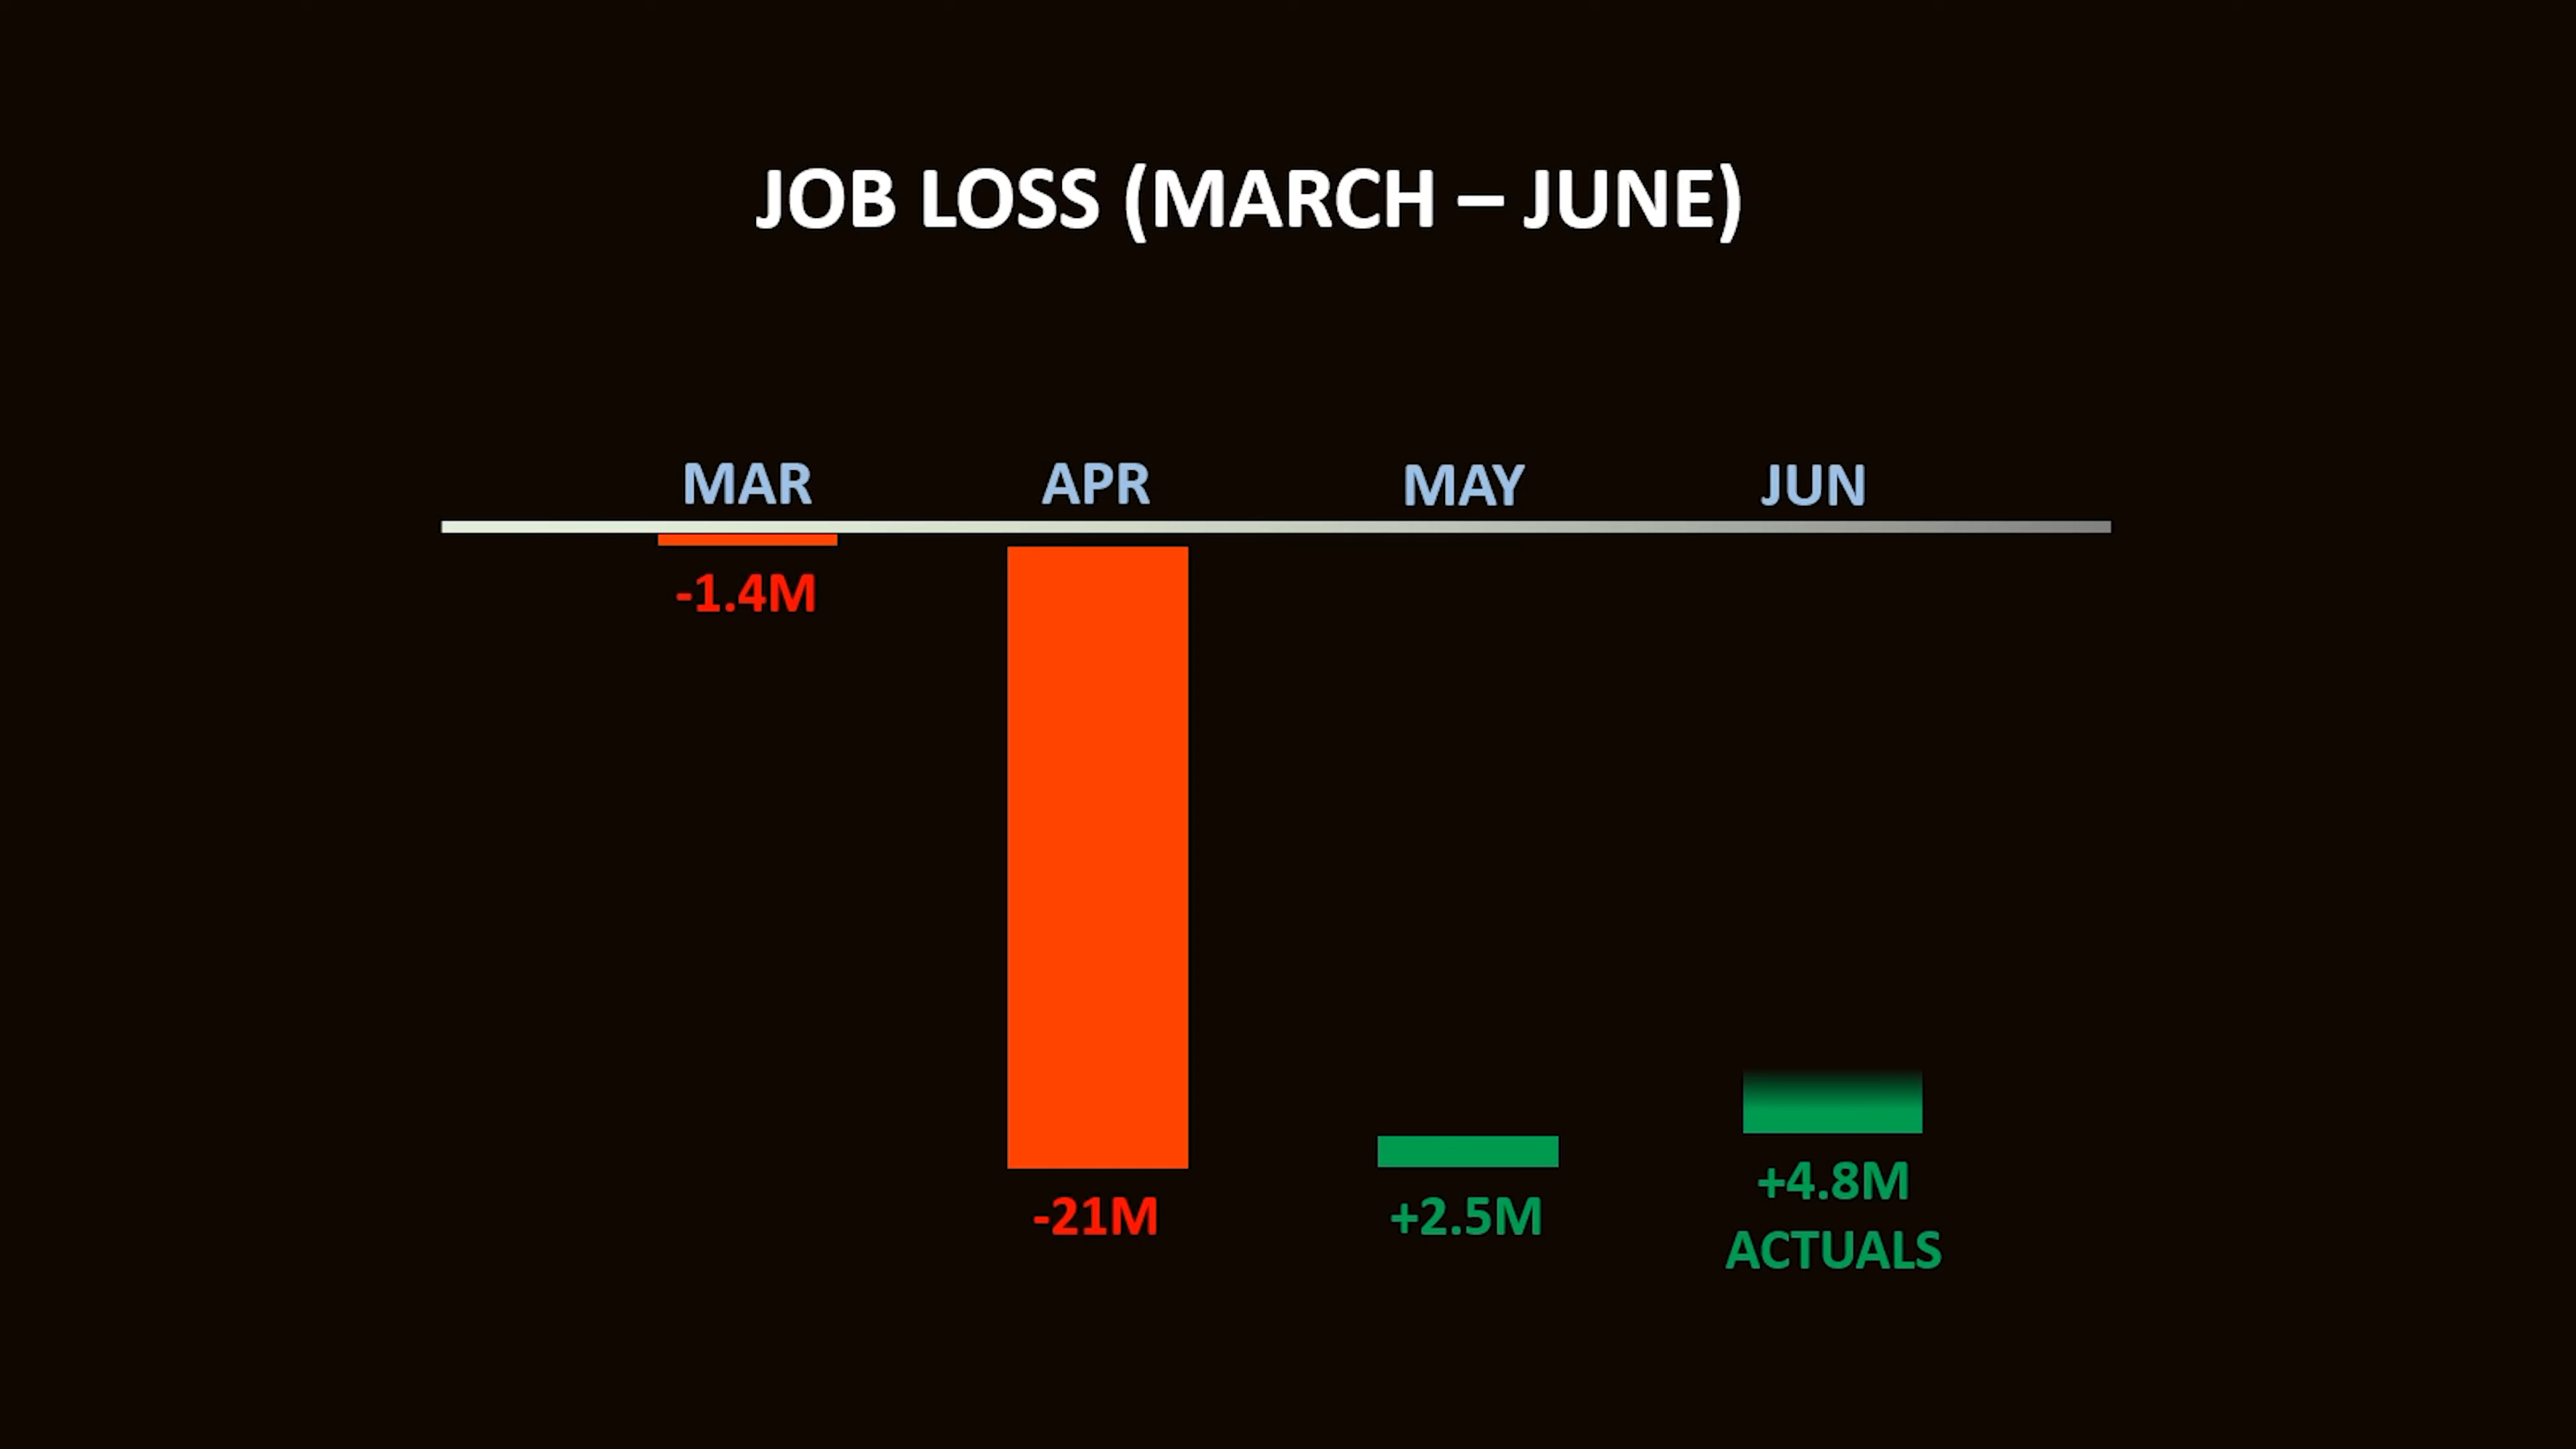 JOB LOSS (MARCH – JUNE)
MAR APR MAY JUN
-1.4M
-21M +2.5M +4.8M
ACTUALS